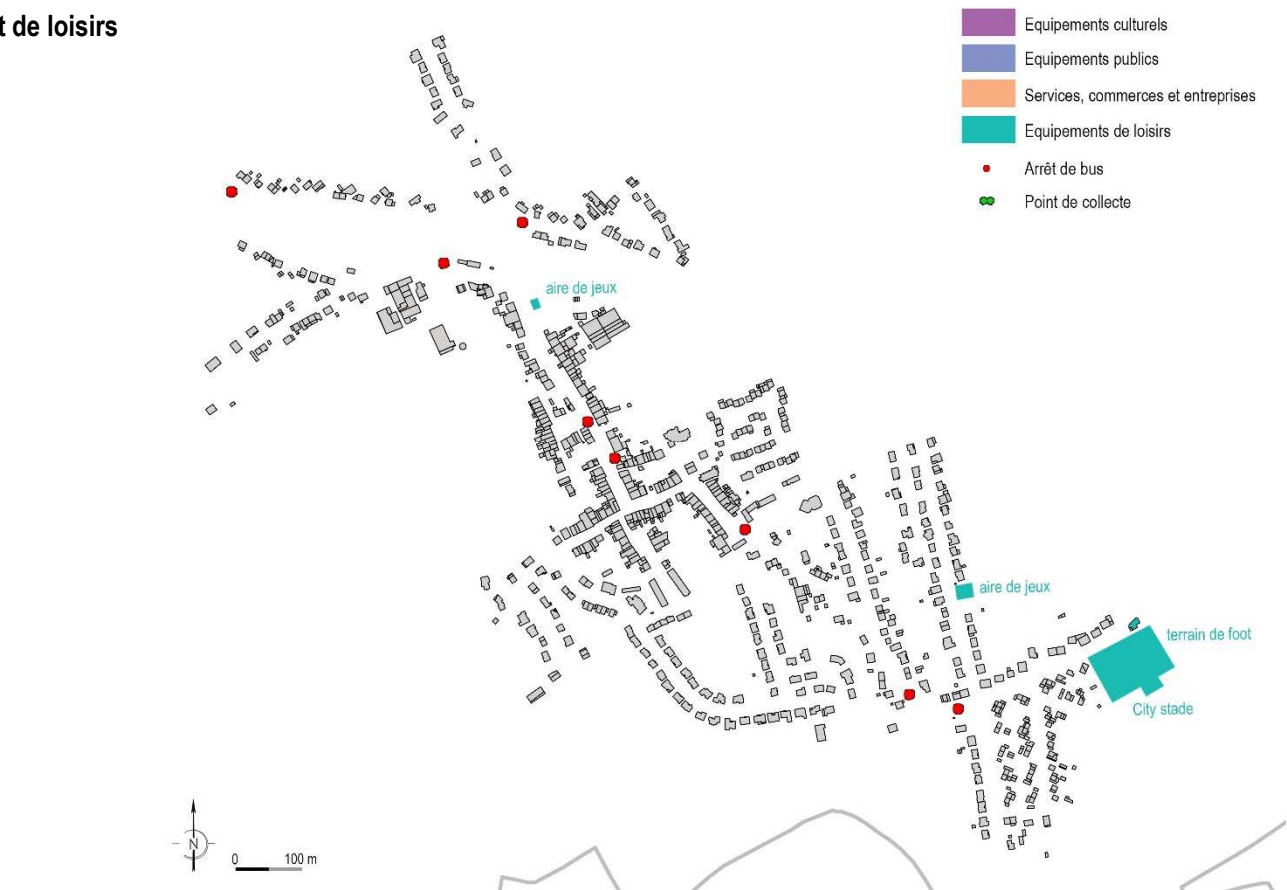 t de loisirs
Equipements culturels
Equipements publics
Services, commerces et entreprises
Equipements de loisirs
Arrêt de bus
Point de collecte
aire de jeux
aire de jeux
terrain de foot
City stade
N
0 100 m